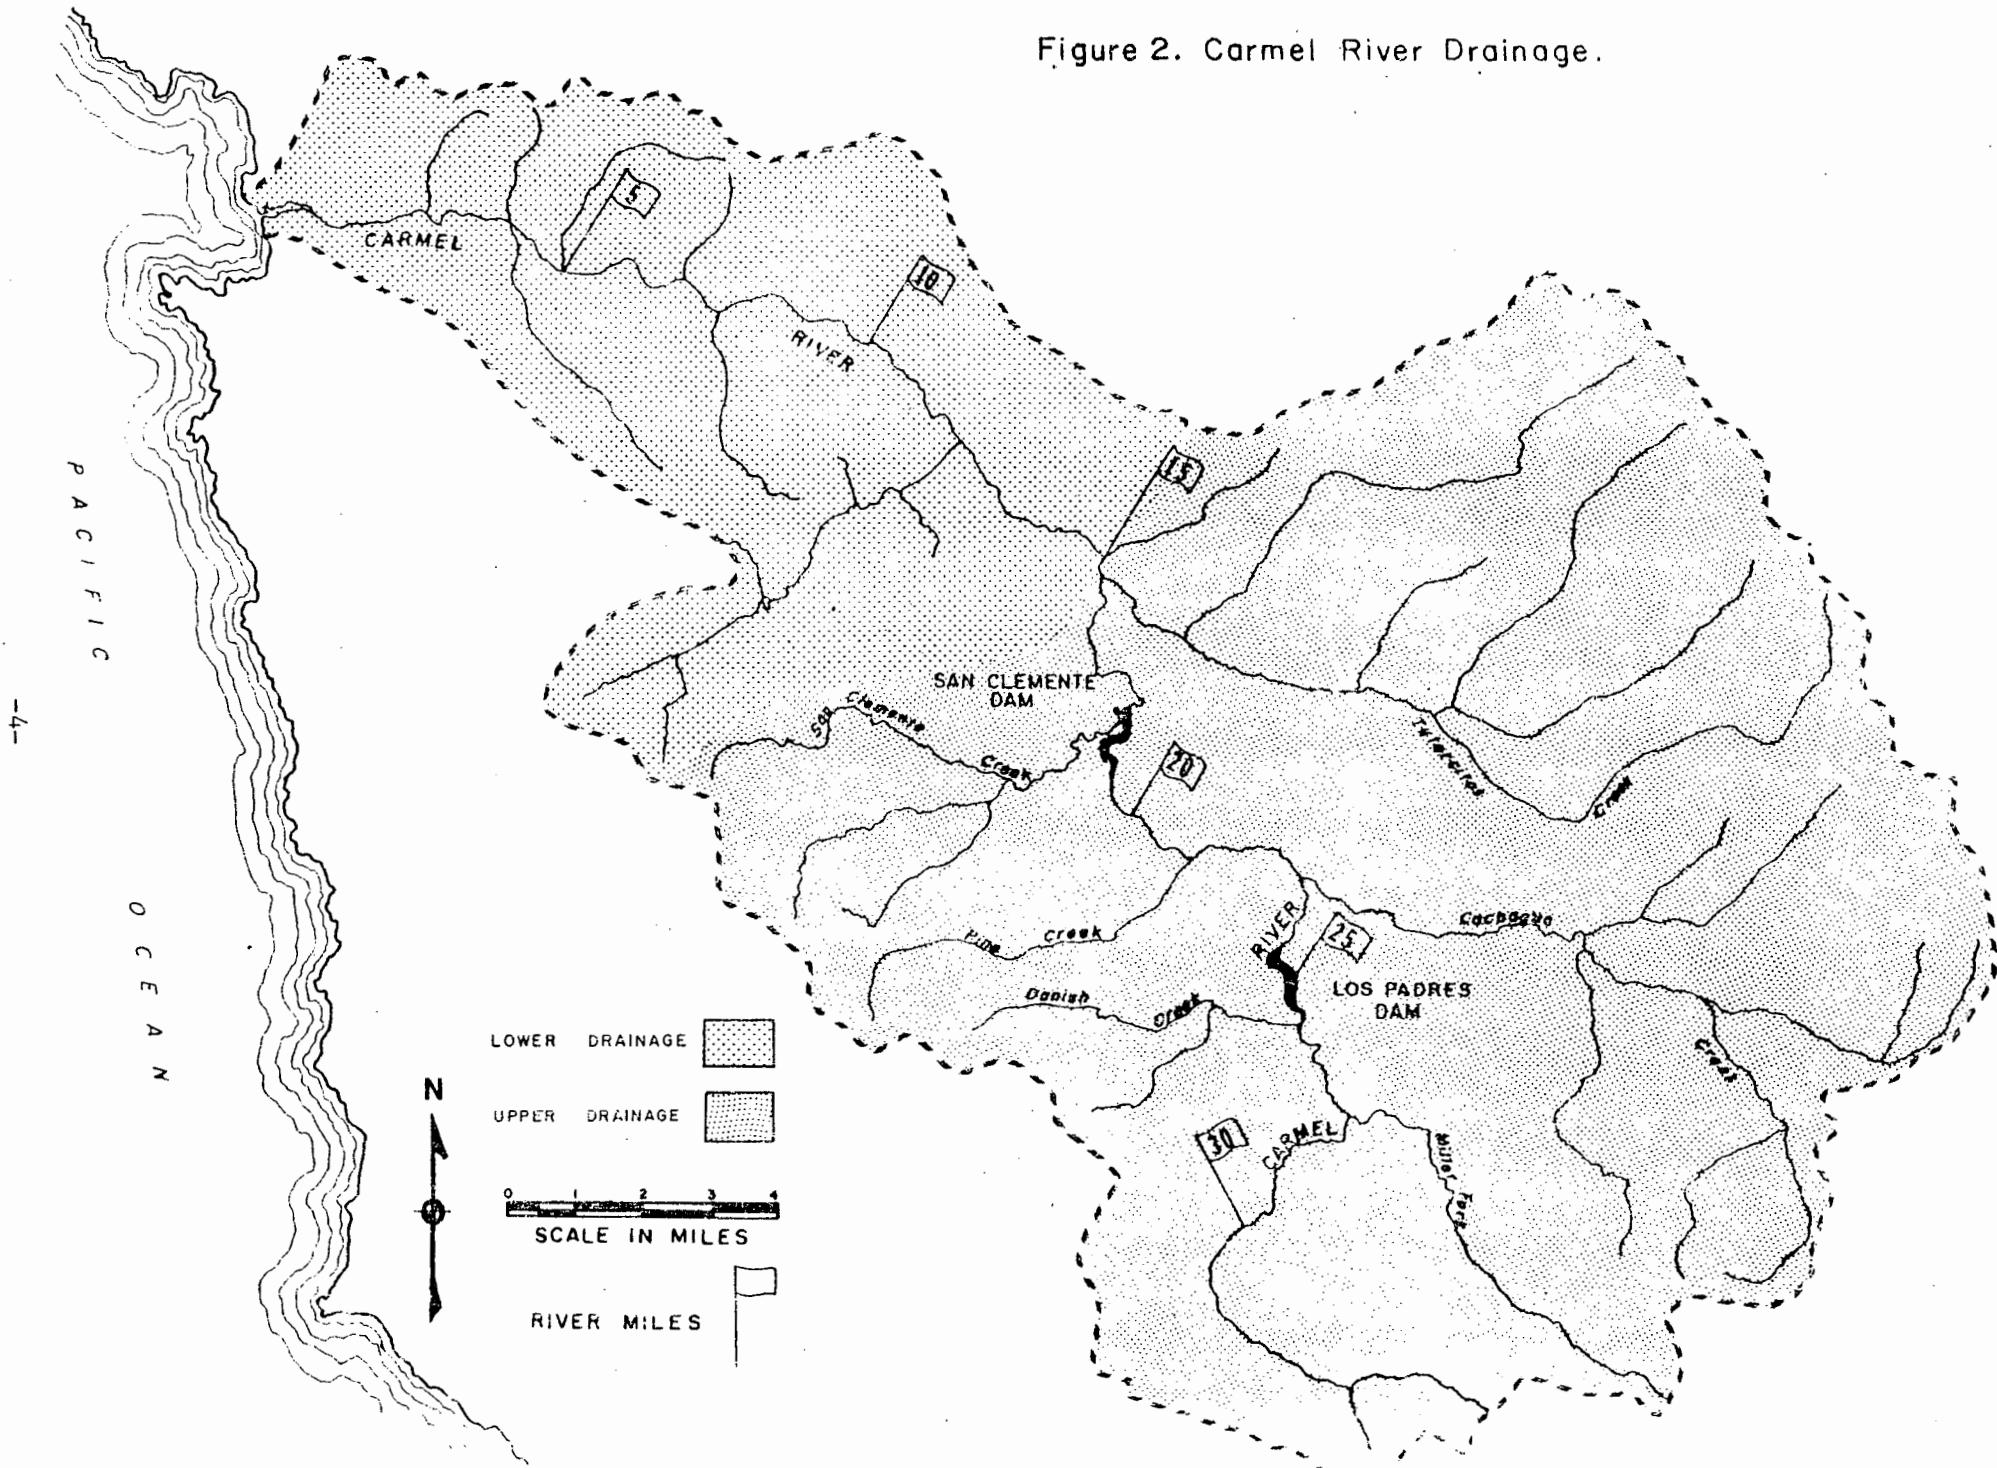 Figure 2. Carmel River Drainage.
5
CARMEL
10
RIVER
15
PACIFIC
OCEAN
SAN CLEMENTE
DAM
San Clemente
Creek
20
Tularcitos
Creek
Pine Creek
RIVER
25
Cachagua
Creek
Danish Creek
LOS PADRES
DAM
30
CARMEL
Miller Fork
LOWER DRAINAGE
UPPER DRAINAGE
N
0 1 2 3 4
SCALE IN MILES
RIVER MILES
-4-